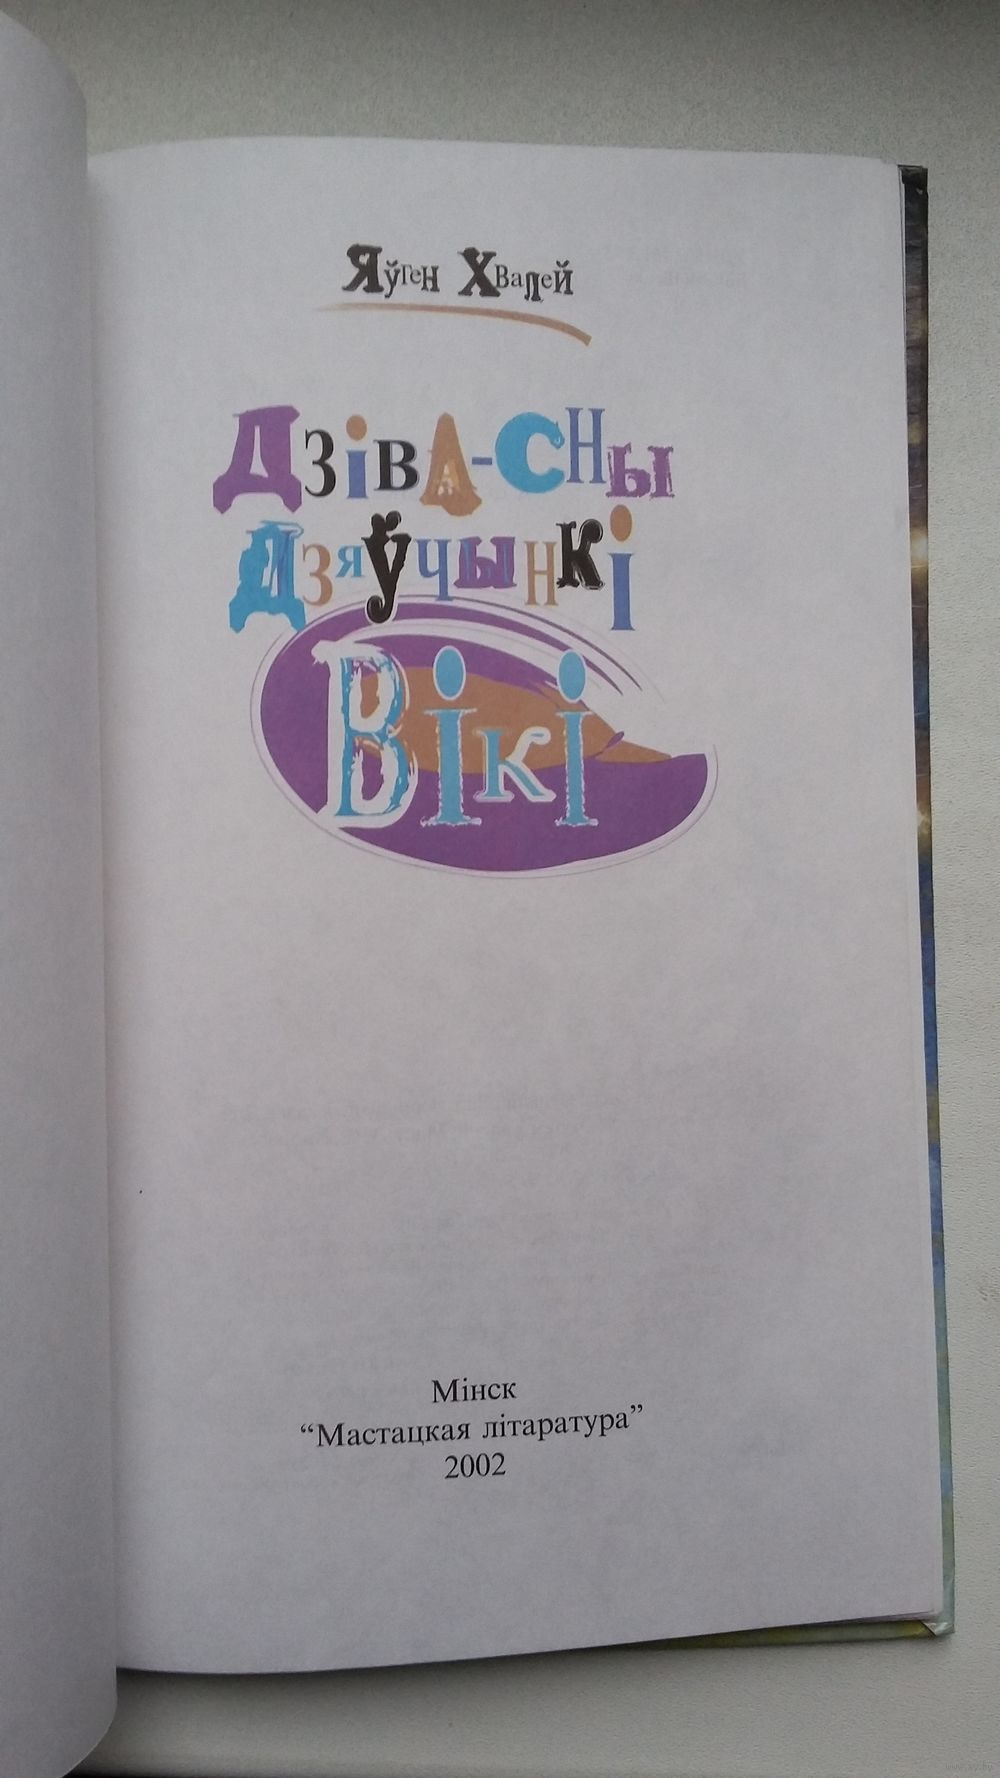 Яўген Хвалей
Дзіва-сны
дзяўчынкі
Вікі
Мінск
“Мастацкая літаратура”
2002